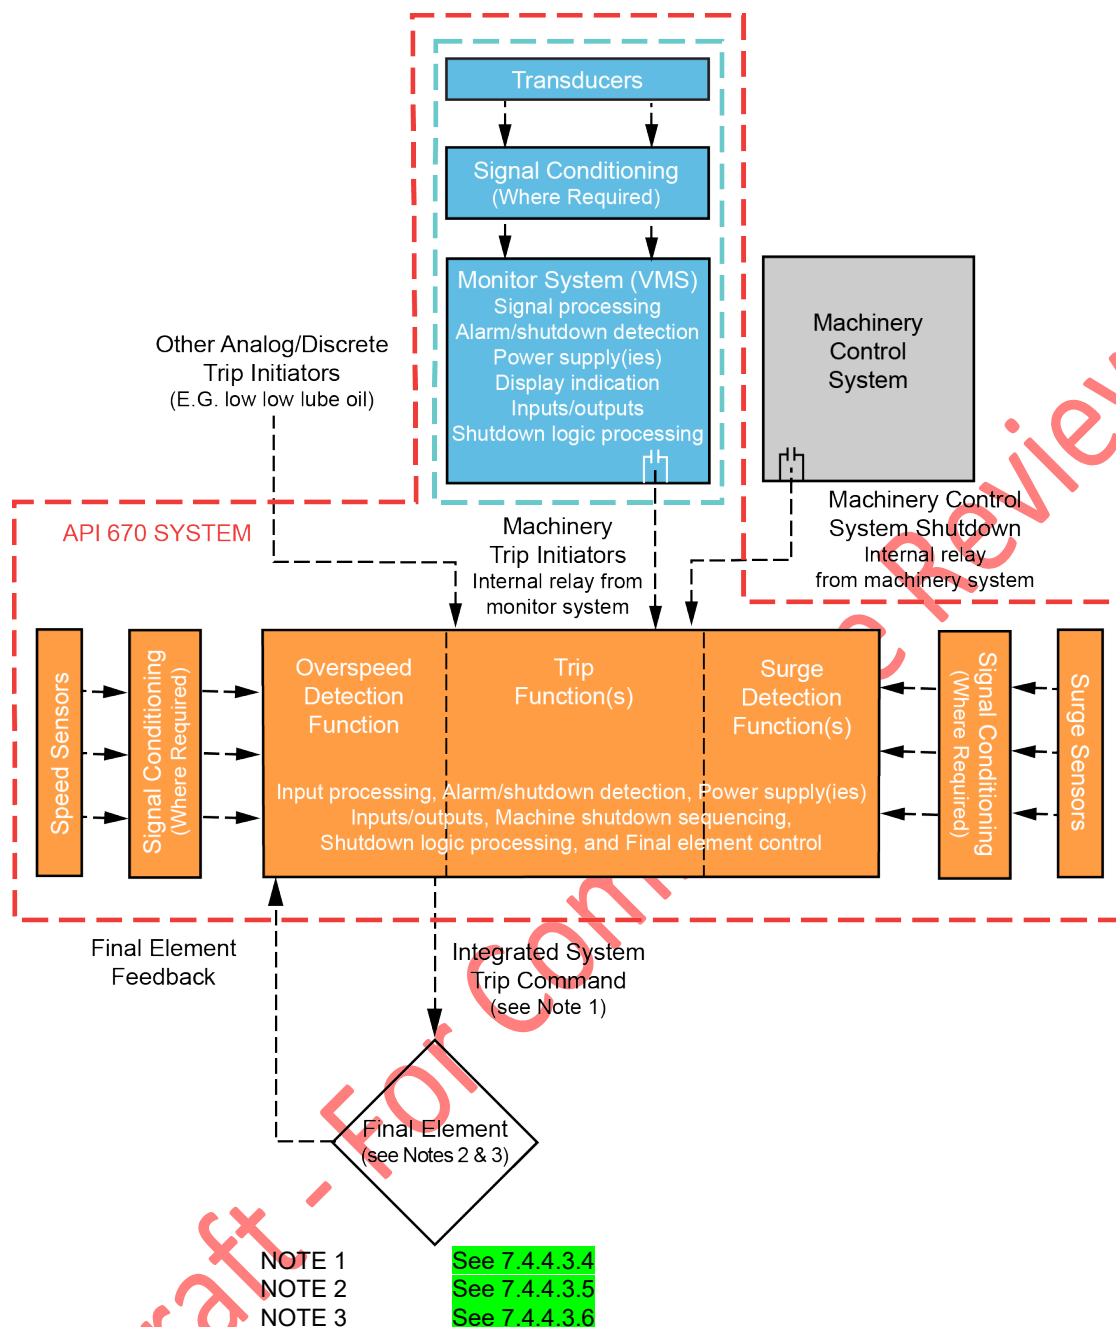 Transducers
Signal Conditioning
(Where Required)
Monitor System (VMS)
Signal processing
Alarm/shutdown detection
Power supply(ies)
Display indication
Inputs/outputs
Shutdown logic processing
Machinery
Control
System
Other Analog/Discrete
Trip Initiators
(E.G. low low lube oil)
Machinery Control
System Shutdown
Internal relay
from machinery system
API 670 SYSTEM
Machinery
Trip Initiators
Internal relay from
monitor system
Speed Sensors
Signal Conditioning
(Where Required)
Overspeed
Detection
Function
Trip
Function(s)
Surge
Detection
Function(s)
Input processing, Alarm/shutdown detection, Power supply(ies)
Inputs/outputs, Machine shutdown sequencing,
Shutdown logic processing, and Final element control
Signal Conditioning
(Where Required)
Surge Sensors
Final Element
Feedback
Integrated System
Trip Command
(see Note 1)
Final Element
(see Notes 2 & 3)
NOTE 1 See 7.4.4.3.4
NOTE 2 See 7.4.4.3.5
NOTE 3 See 7.4.4.3.6
- For Review